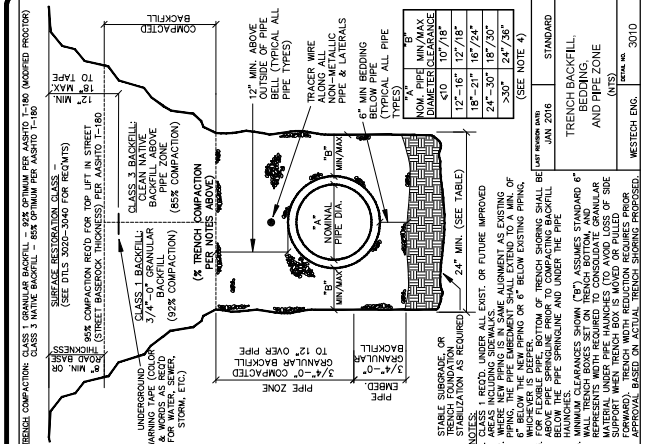 TRENCH COMPACTION: CLASS 1 GRANULAR BACKFILL - 92% OPTIMUM PER AASHTO T-180 (MODIFIED PROCTOR)
CLASS 3 NATIVE BACKFILL - 85% OPTIMUM PER AASHTO T-180
8" MIN. OR
ROAD BASE
THICKNESS
SURFACE RESTORATION CLASS -
(SEE DTLS 3020-3040 FOR REQ'MTS)
12" MIN
18" MAX.
TO TAPE
95% COMPACTION REQ'D FOR TOP LIFT IN STREET
(STREET BASEROCK THICKNESS) PER AASHTO T-180
COMPACTED
BACKFILL
UNDERGROUND
WARNING TAPE (COLOR
& WORDS AS REQ'D
FOR WATER, SEWER,
STORM, ETC.)
CLASS 1 BACKFILL:
3/4"-0" GRANULAR
BACKFILL
(92% COMPACTION)
CLASS 3 BACKFILL:
CLEAN NATIVE
BACKFILL ABOVE
PIPE ZONE
(85% COMPACTION)
(% TRENCH COMPACTION
PER NOTES ABOVE)
12" MIN. ABOVE
OUTSIDE OF PIPE
BELL (TYPICAL ALL
PIPE TYPES)
TRACER WIRE
ALONG ALL
NON-METALLIC
PIPE & LATERALS
6" MIN BEDDING
BELOW PIPE
(TYPICAL ALL PIPE
TYPES)
PIPE ZONE
3/4"-0" COMPACTED
GRANULAR BACKFILL
TO 12" OVER PIPE
PIPE
EMBED.
3/4"-0"
GRANULAR
BACKFILL
"B"
MIN/MAX
"A"
NOMINAL
PIPE DIA.
"B"
MIN/MAX
24" MIN. (SEE TABLE)
STABLE SUBGRADE, OR
TRENCH FOUNDATION
STABILIZATION AS REQUIRED
"A" "B"
NOM. PIPE MIN/MAX
DIAMETER CLEARANCE
≤10 10"/18"
12"-16" 12"/18"
18"-21" 16"/24"
24"-30" 18"/30"
>30" 24"/36"
(SEE NOTE 4)
NOTES:
CLASS 1 REQ'D. UNDER ALL EXIST. OR FUTURE IMPROVED
AREAS INCLUDING SIDEWALKS.
WHERE NEW PIPING IS IN SAME ALIGNMENT AS EXISTING
PIPING, THE PIPE EMBEDMENT SHALL EXTEND TO A MIN. OF
6" BELOW THE NEW PIPING OR 6" BELOW EXISTING PIPING,
WHICHEVER IS DEEPER.
FOR FLEXIBLE PIPE, BOTTOM OF TRENCH SHORING SHALL BE
ABOVE PIPE SPRINGLINE PRIOR TO COMPACTING BACKFILL
BELOW THE PIPE SPRINGLINE AND UNDER THE PIPE
HAUNCHES.
MINIMUM CLEARANCES SHOWN ("B") ASSUMES STANDARD 6"
WALL TRENCH BOXES SET ON TRENCH BOTTOM, AND
REPRESENTS WIDTH REQUIRED TO CONSOLIDATE GRANULAR
MATERIAL UNDER PIPE HAUNCHES (TO AVOID LOSS OF SIDE
SUPPORT WHEN TRENCH BOX IS MOVED OR PULLED
FORWARD). TRENCH WIDTH REDUCTION REQUIRES PRIOR
APPROVAL BASED ON ACTUAL TRENCH SHORING PROPOSED.
LAST REVISION DATE:
JAN 2016
STANDARD
TRENCH BACKFILL,
BEDDING,
AND PIPE ZONE
(NTS)
WESTECH ENG.
DETAIL NO.
3010